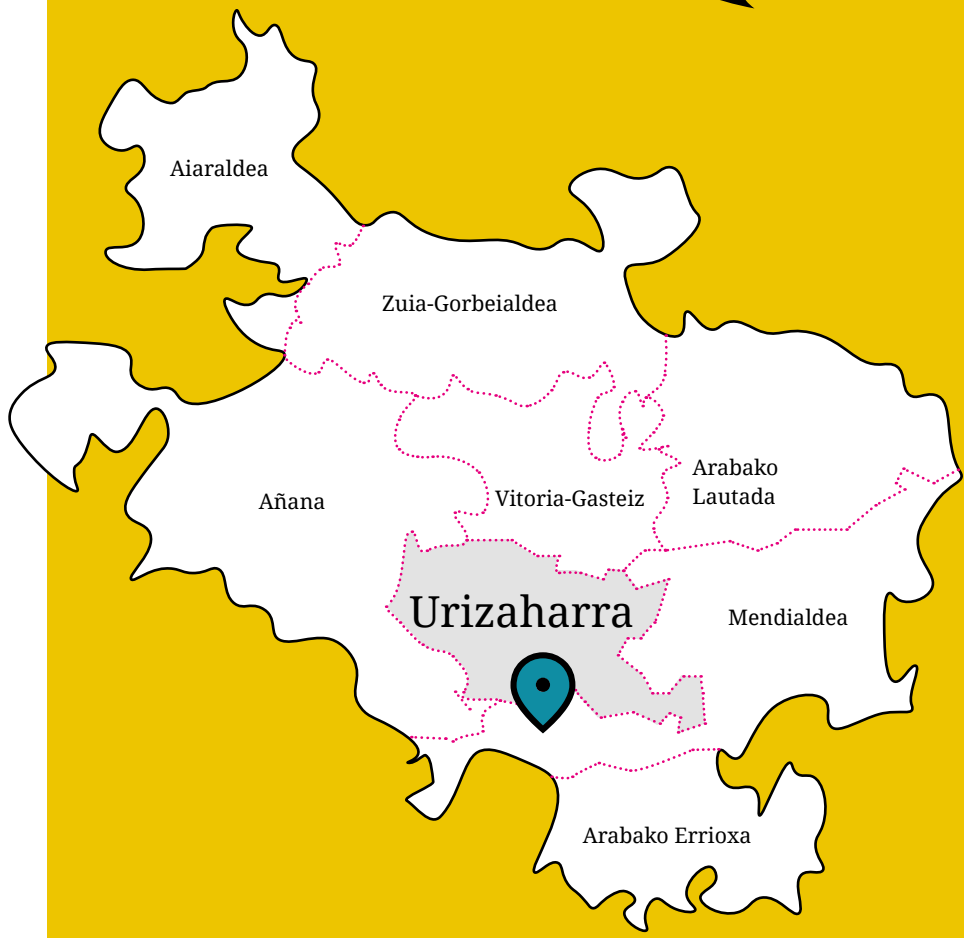 Aiaraldea
Zuia-Gorbeialdea
Arabako
Lautada
Añana
Vitoria-Gasteiz
Urizaharra
Mendialdea
Arabako Errioxa